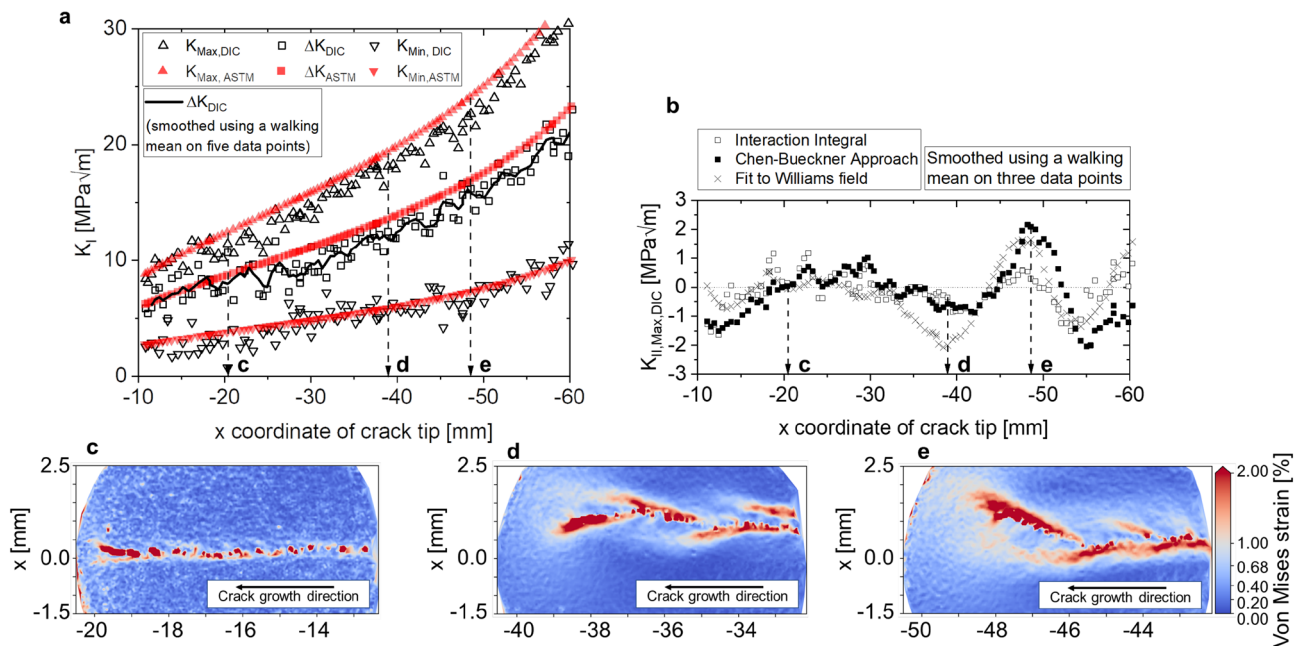 a
30
20
10
0
K_I [MPa√m]
K_Max,DIC ΔK_DIC K_Min, DIC
K_Max, ASTM ΔK_ASTM K_Min,ASTM
ΔK_DIC
(smoothed using a walking
mean on five data points)
c d e
-10 -20 -30 -40 -50 -60
x coordinate of crack tip [mm]
b
Interaction Integral
Chen-Bueckner Approach
Fit to Williams field
Smoothed using a walking
mean on three data points
3
2
1
0
-1
-2
-3
K_II,Max,DIC [MPa√m]
c d e
-10 -20 -30 -40 -50 -60
x coordinate of crack tip [mm]
c
2.5
0.0
-1.5
x [mm]
Crack growth direction
-20 -18 -16 -14
d
2.5
0.0
-1.5
x [mm]
Crack growth direction
-40 -38 -36 -34
e
2.5
0.0
-1.5
x [mm]
Crack growth direction
-50 -48 -46 -44
2.00
1.00
0.68
0.40
0.20
0.00
Von Mises strain [%]